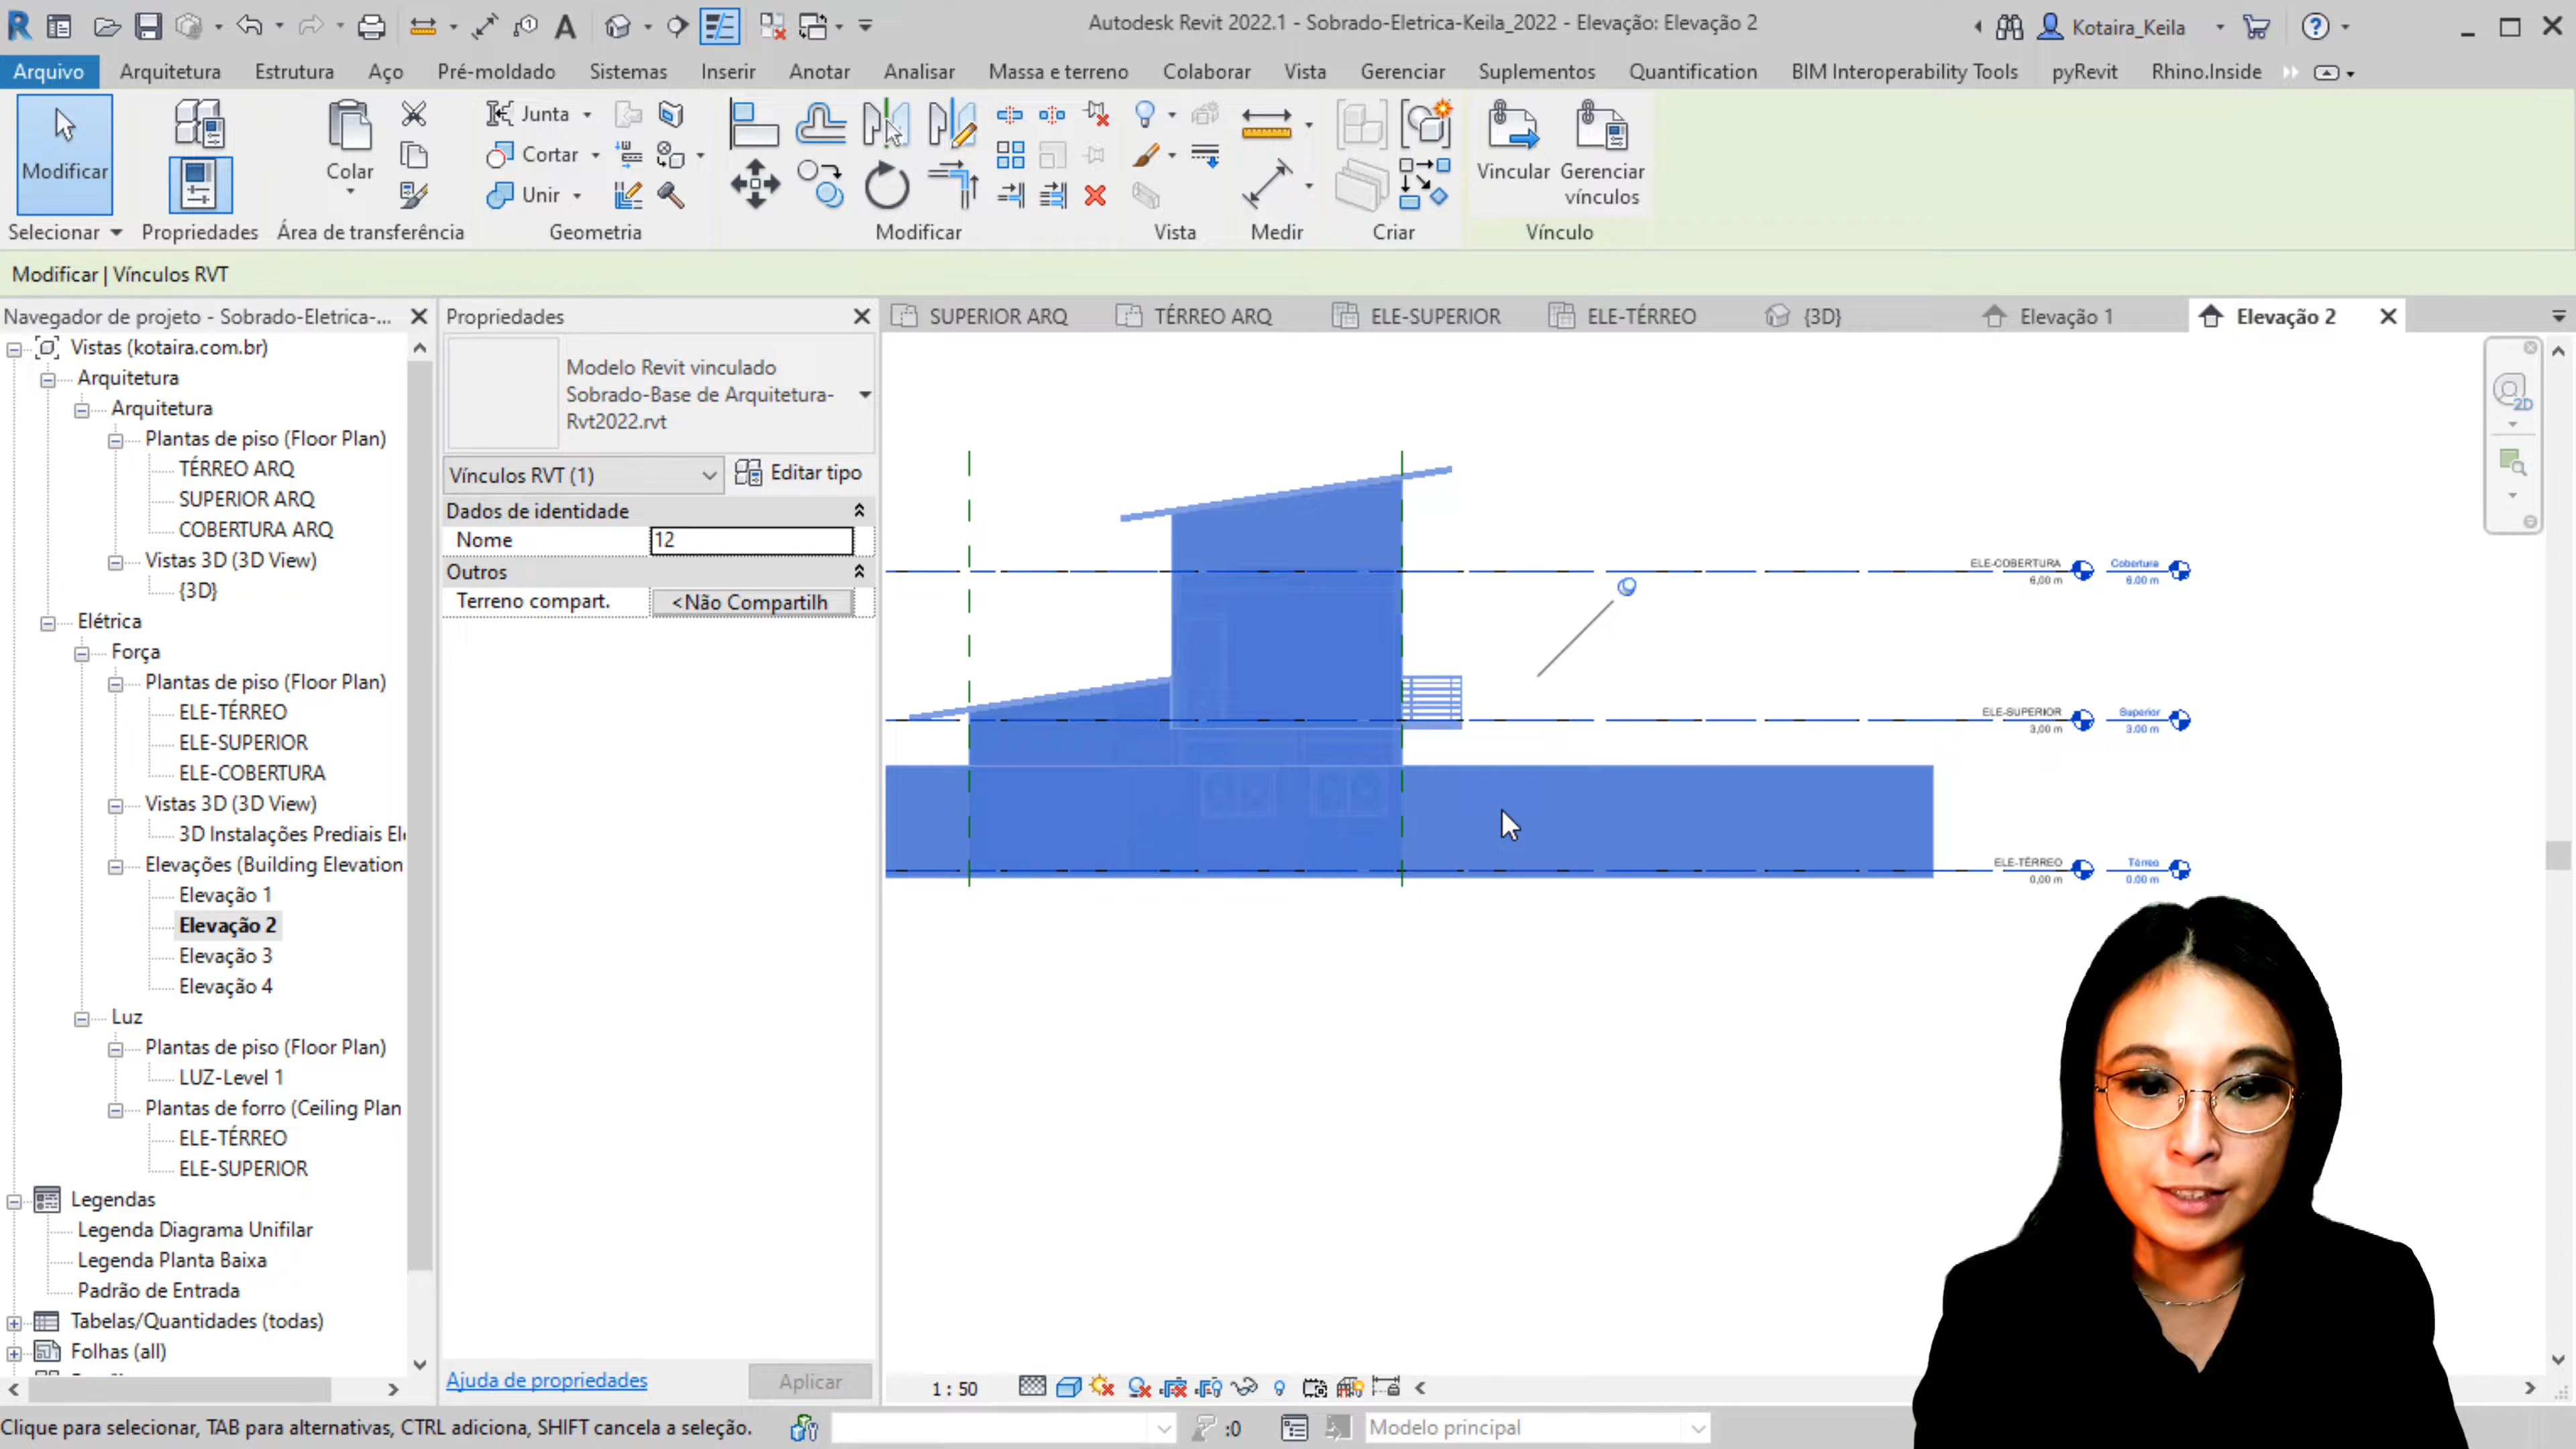 Autodesk Revit 2022.1 - Sobrado-Eletrica-Keila_2022 - Elevação: Elevação 2
Kotaira_Keila
Arquivo Arquitetura Estrutura Aço Pré-moldado Sistemas Inserir Anotar Analisar Massa e terreno Colaborar Vista Gerenciar Suplementos Quantification BIM Interoperability Tools pyRevit Rhino.Inside
Modificar
Colar
Junta
Cortar
Unir
Vincular
Gerenciar
vínculos
Selecionar Propriedades Área de transferência Geometria Modificar Vista Medir Criar Vínculo
Modificar | Vínculos RVT
Navegador de projeto - Sobrado-Eletrica-...
Vistas (kotaira.com.br)
Arquitetura
Arquitetura
Plantas de piso (Floor Plan)
TÉRREO ARQ
SUPERIOR ARQ
COBERTURA ARQ
Vistas 3D (3D View)
{3D}
Elétrica
Força
Plantas de piso (Floor Plan)
ELE-TÉRREO
ELE-SUPERIOR
ELE-COBERTURA
Vistas 3D (3D View)
3D Instalações Prediais El
Elevações (Building Elevation
Elevação 1
Elevação 2
Elevação 3
Elevação 4
Luz
Plantas de piso (Floor Plan)
LUZ-Level 1
Plantas de forro (Ceiling Plan
ELE-TÉRREO
ELE-SUPERIOR
Legendas
Legenda Diagrama Unifilar
Legenda Planta Baixa
Padrão de Entrada
Tabelas/Quantidades (todas)
Folhas (all)
Propriedades
Modelo Revit vinculado
Sobrado-Base de Arquitetura-
Rvt2022.rvt
Vínculos RVT (1)
Editar tipo
Dados de identidade
Nome 12
Outros
Terreno compart. <Não Compartilh
Ajuda de propriedades
Aplicar
SUPERIOR ARQ TÉRREO ARQ ELE-SUPERIOR ELE-TÉRREO {3D} Elevação 1 Elevação 2
2D
ELE-COBERTURA
6,00 m
Cobertura
6.00 m
ELE-SUPERIOR
3,00 m
Superior
3.00 m
ELE-TÉRREO
0,00 m
Térreo
0.00 m
1 : 50
Clique para selecionar, TAB para alternativas, CTRL adiciona, SHIFT cancela a seleção.
:0
Modelo principal